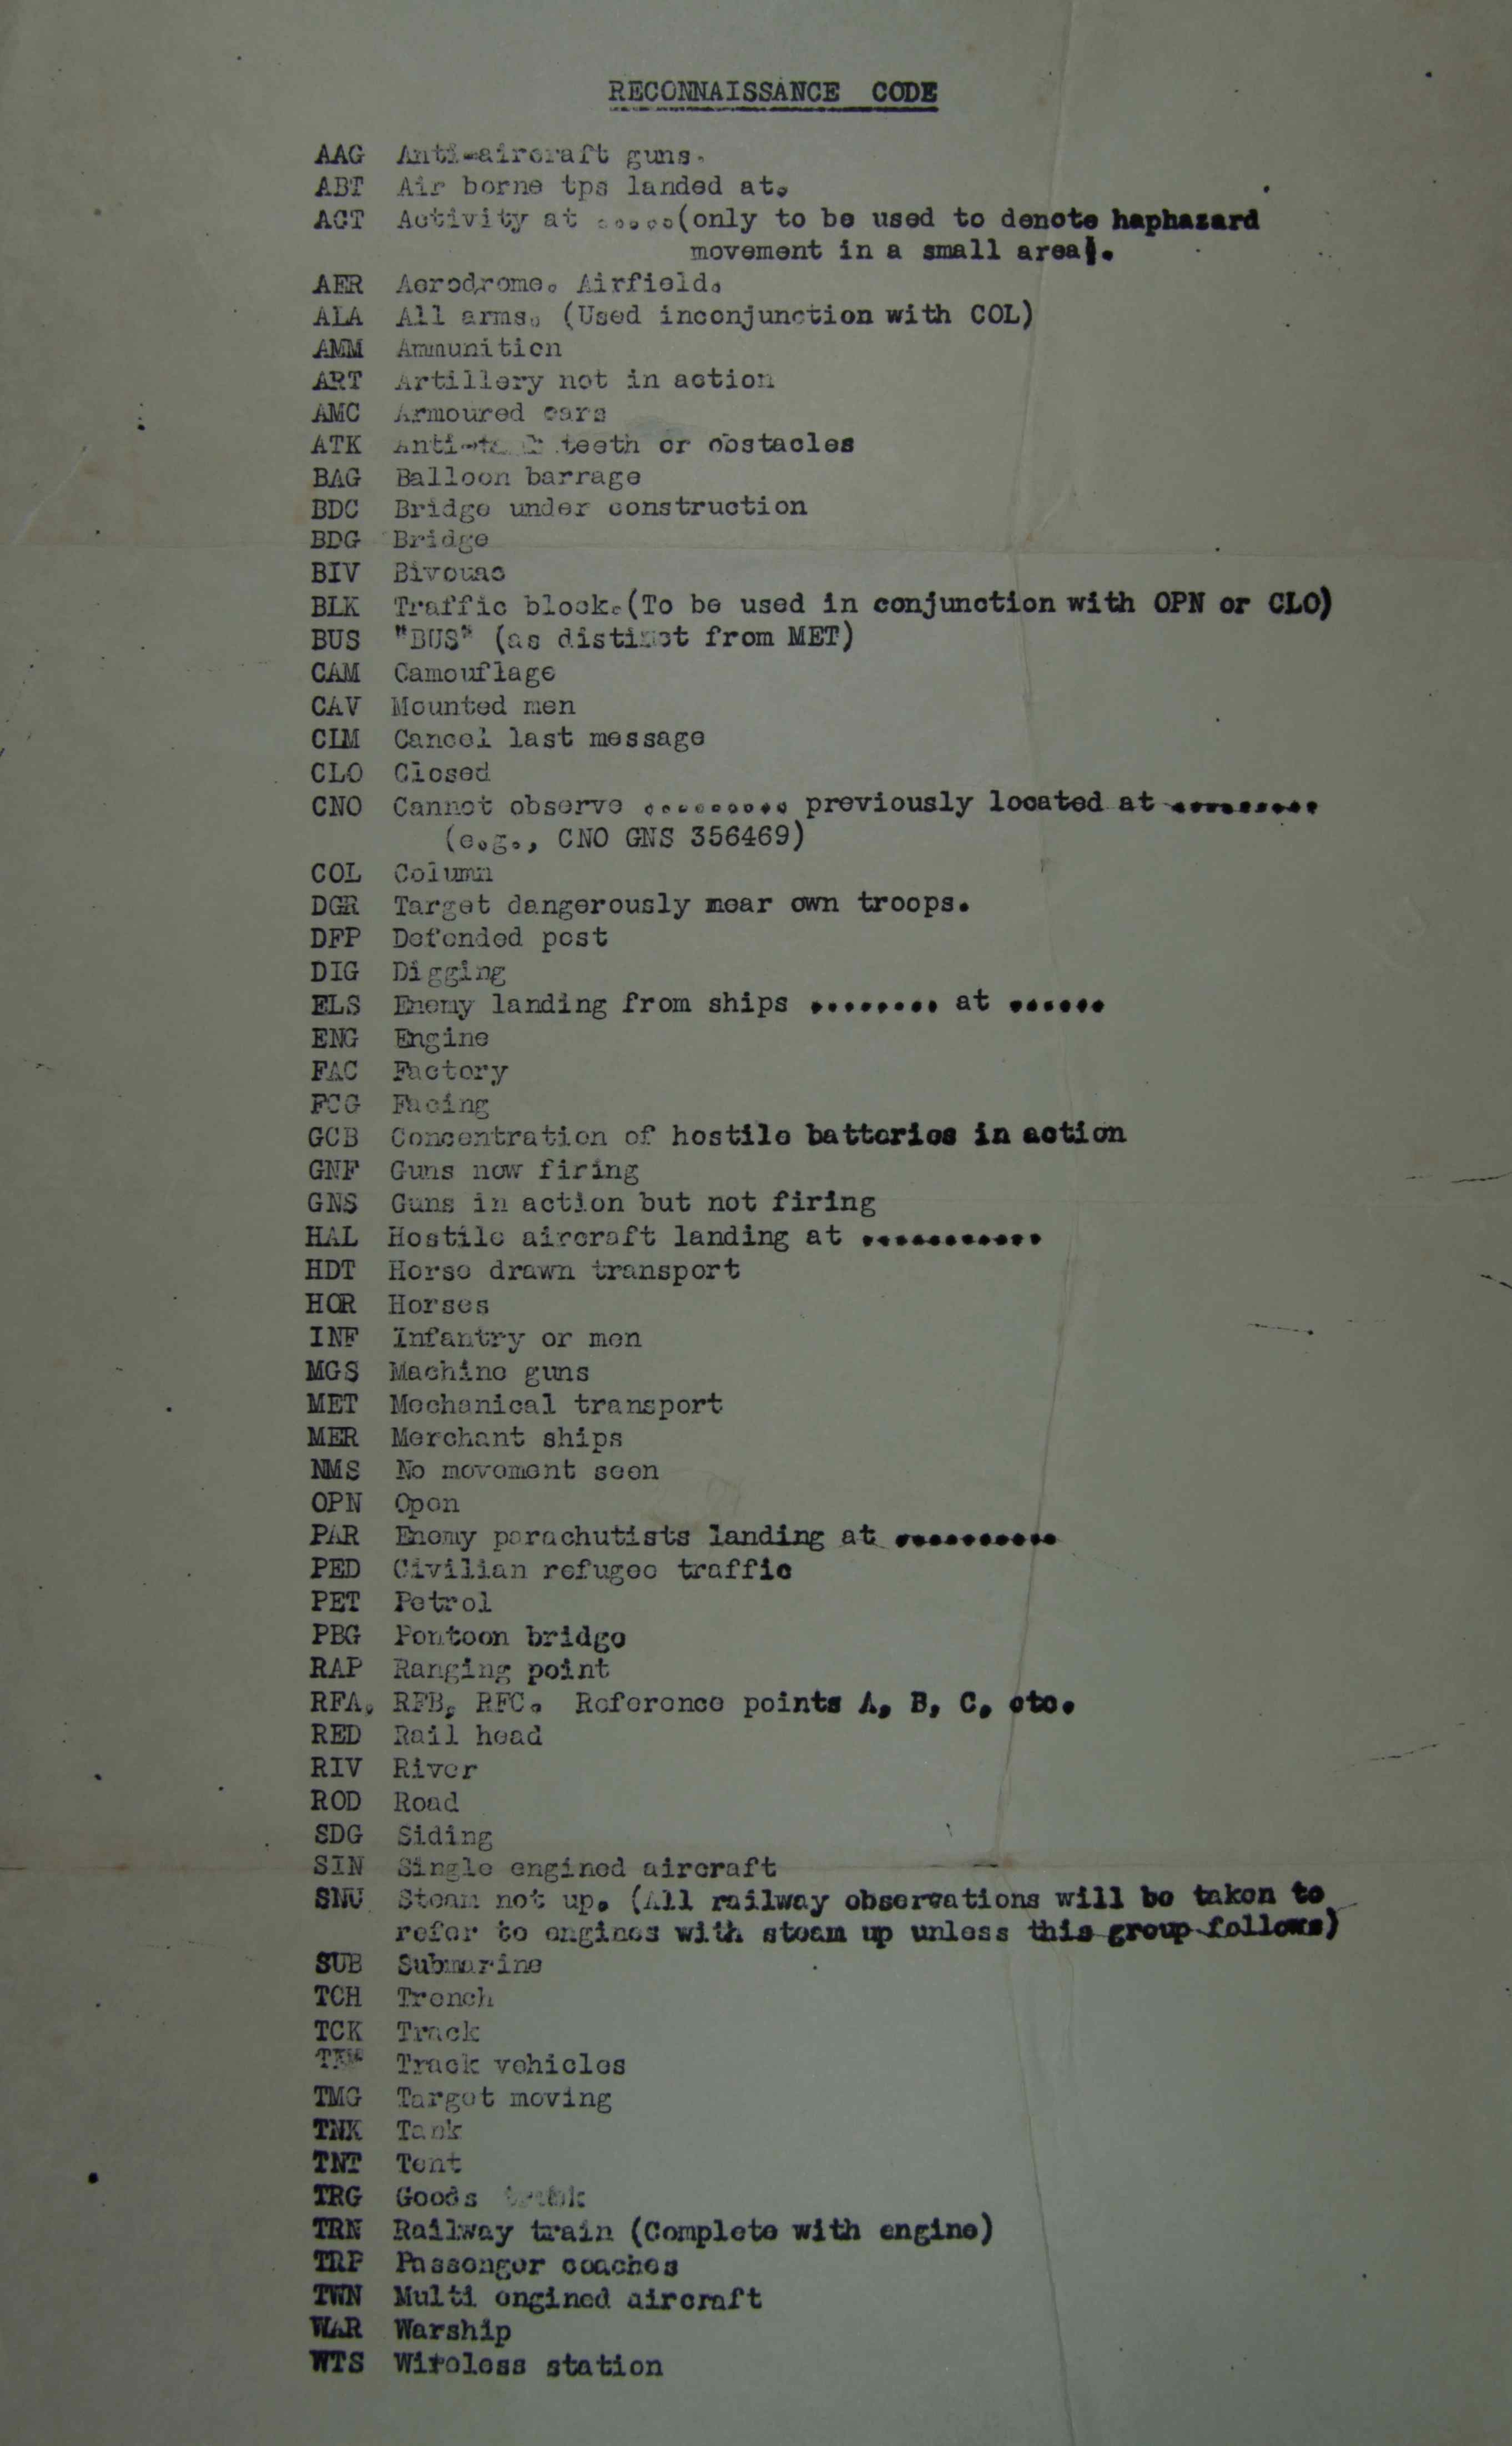 RECONNAISSANCE CODE
AAG Anti-aircraft guns.
ABT Air borne tps landed at.
ACT Activity at .....(only to be used to denote haphazard
movement in a small area).
AER Aerodrome. Airfield.
ALA All arms. (Used inconjunction with COL)
AMM Ammunition
ART Artillery not in action
AMC Armoured cars
ATK Anti-tank teeth or obstacles
BAG Balloon barrage
BDC Bridge under construction
BDG Bridge
BIV Bivouac
BLK Traffic block.(To be used in conjunction with OPN or CLO)
BUS "BUS" (as distinct from MET)
CAM Camouflage
CAV Mounted men
CLM Cancel last message
CLO Closed
CNO Cannot observe ......... previously located at .........
(e.g., CNO GNS 356469)
COL Column
DGR Target dangerously near own troops.
DFP Defended post
DIG Digging
ELS Enemy landing from ships ........ at ......
ENG Engine
FAC Factory
FCG Facing
GCB Concentration of hostile batteries in action
GNF Guns now firing
GNS Guns in action but not firing
HAL Hostile aircraft landing at ...........
HDT Horse drawn transport
HOR Horses
INF Infantry or men
MGS Machine guns
MET Mechanical transport
MER Merchant ships
NMS No movement seen
OPN Open
PAR Enemy parachutists landing at ..........
PED Civilian refugee traffic
PET Petrol
PBG Pontoon bridge
RAP Ranging point
RFA, RFB, RFC. Reference points A, B, C, etc.
RED Rail head
RIV River
ROD Road
SDG Siding
SIN Single engined aircraft
SNU Steam not up. (All railway observations will be taken to
refer to engines with steam up unless this group follows)
SUB Submarine
TCH Trench
TCK Track
Track vehicles
TMG Target moving
TNK Tank
TNT Tent
TRG Goods
TRN Railway train (Complete with engine)
TRP Passenger coaches
TWN Multi engined aircraft
WAR Warship
WTS Wireless station